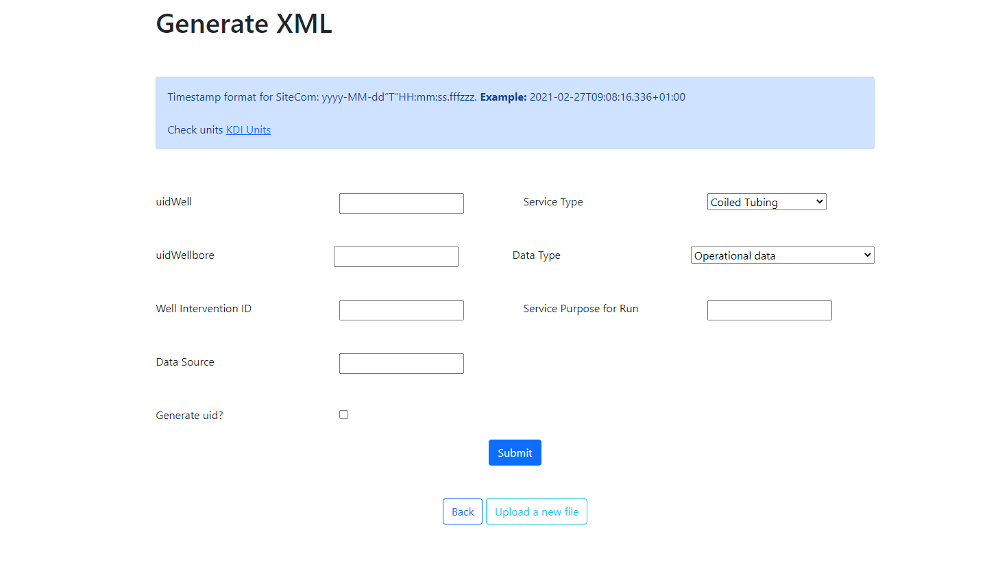 Generate XML
Timestamp format for SiteCom: yyyy-MM-dd“T“HH:mm:ss.fffzzz. Example: 2021-02-27T09:08:16.336+01:00
Check units KDI Units
uidWell
Service Type
Coiled Tubing
uidWellbore
Data Type
Operational data
Well Intervention ID
Service Purpose for Run
Data Source
Generate uid?
Submit
Back
Upload a new file